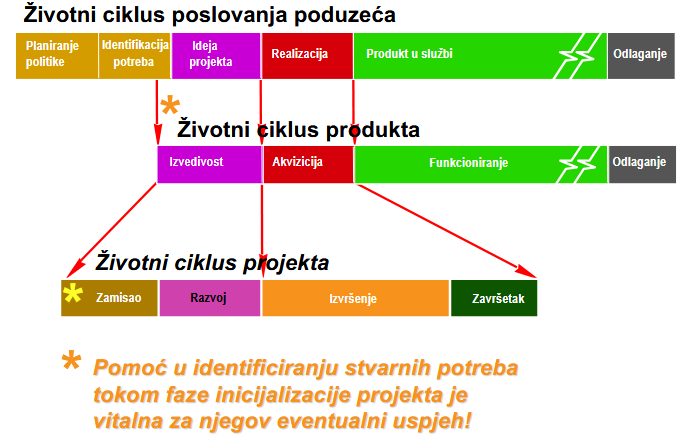 Životni ciklus poslovanja poduzeća
Planiranje politike
Identifikacija potreba
Ideja projekta
Realizacija
Produkt u službi
Odlaganje
*
Životni ciklus produkta
Izvedivost
Akvizicija
Funkcioniranje
Odlaganje
Životni ciklus projekta
* Zamisao
Razvoj
Izvršenje
Završetak
* Pomoć u identificiranju stvarnih potreba
tokom faze inicijalizacije projekta je
vitalna za njegov eventualni uspjeh!